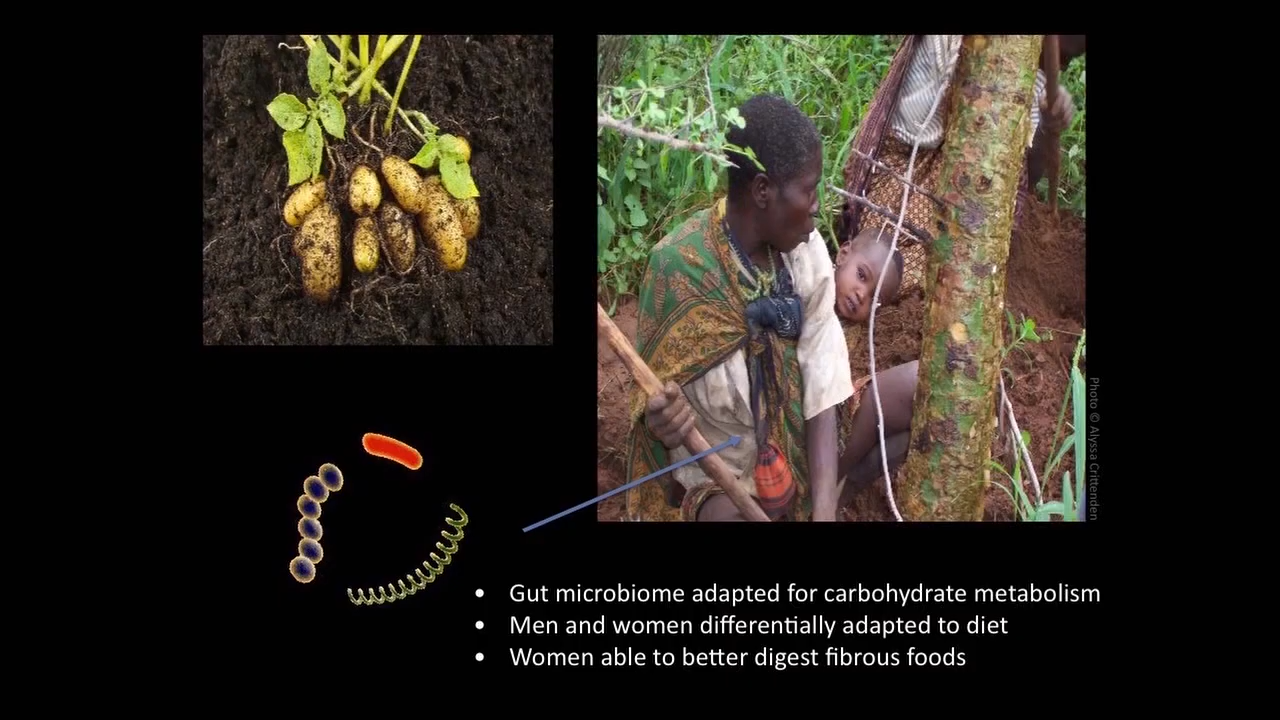 Photo © Alyssa Crittenden
• Gut microbiome adapted for carbohydrate metabolism
• Men and women differentially adapted to diet
• Women able to better digest fibrous foods